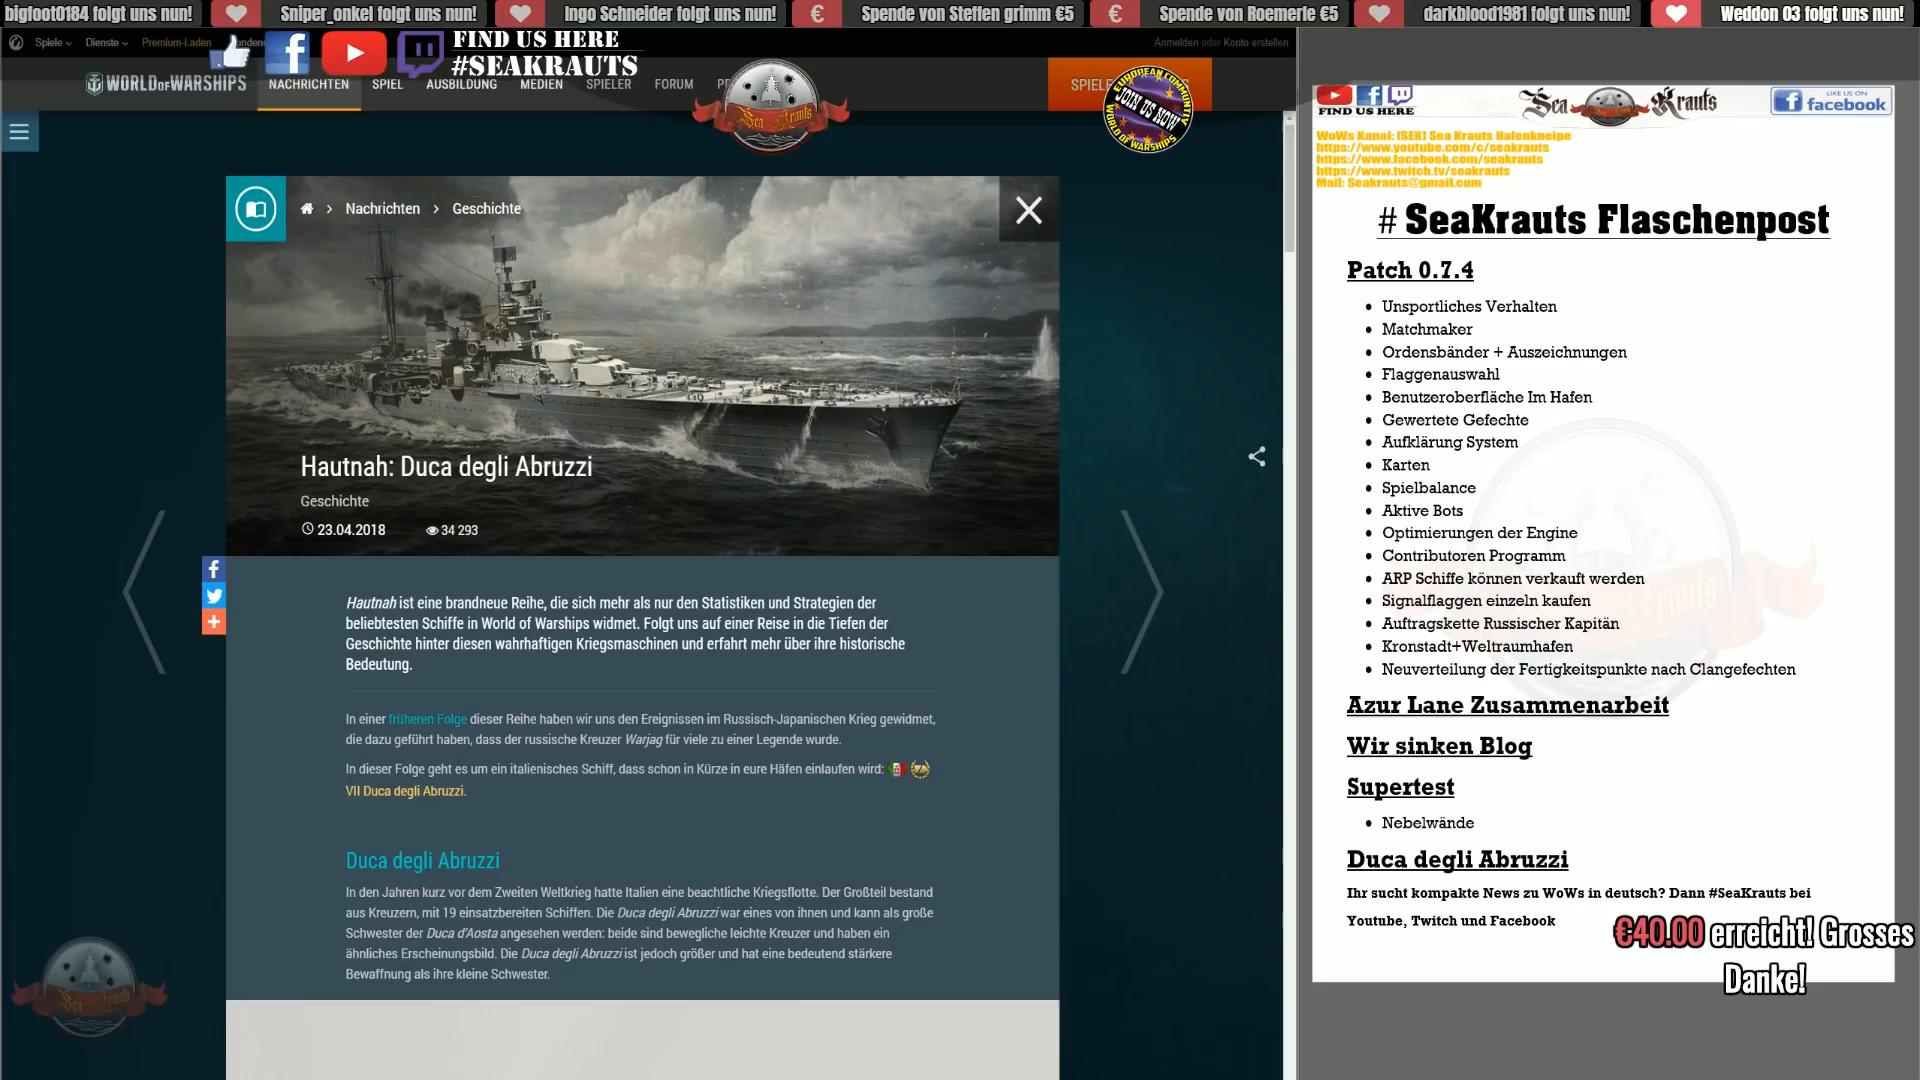 bigfoot0184 folgt uns nun!
Sniper_onkel folgt uns nun!
Ingo Schneider folgt uns nun!
Spende von Steffen grimm €5
Spende von Roemerle €5
darkblood1981 folgt uns nun!
Weddon 03 folgt uns nun!
Spiele
Dienste
Premium-Laden
Anmelden oder Konto erstellen
FIND US HERE
#SEAKRAUTS
WORLD OF WARSHIPS
NACHRICHTEN
SPIEL
AUSBILDUNG
MEDIEN
SPIELER
FORUM
Sea Krauts
EUROPEAN COMMUNITY
JOIN US NOW
WORLD OF WARSHIPS
Nachrichten > Geschichte
Hautnah: Duca degli Abruzzi
Geschichte
23.04.2018
34 293
Hautnah ist eine brandneue Reihe, die sich mehr als nur den Statistiken und Strategien der
beliebtesten Schiffe in World of Warships widmet. Folgt uns auf einer Reise in die Tiefen der
Geschichte hinter diesen wahrhaftigen Kriegsmaschinen und erfahrt mehr über ihre historische
Bedeutung.
In einer früheren Folge dieser Reihe haben wir uns den Ereignissen im Russisch-Japanischen Krieg gewidmet,
die dazu geführt haben, dass der russische Kreuzer Warjag für viele zu einer Legende wurde.
In dieser Folge geht es um ein italienisches Schiff, dass schon in Kürze in eure Häfen einlaufen wird:
VII Duca degli Abruzzi.
Duca degli Abruzzi
In den Jahren kurz vor dem Zweiten Weltkrieg hatte Italien eine beachtliche Kriegsflotte. Der Großteil bestand
aus Kreuzern, mit 19 einsatzbereiten Schiffen. Die Duca degli Abruzzi war eines von ihnen und kann als große
Schwester der Duca d'Aosta angesehen werden: beide sind bewegliche leichte Kreuzer und haben ein
ähnliches Erscheinungsbild. Die Duca degli Abruzzi ist jedoch größer und hat eine bedeutend stärkere
Bewaffnung als ihre kleine Schwester.
FIND US HERE
Sea Krauts
LIKE US ON
facebook
WoWs Kanal: [SEK] Sea Krauts Hafenkneipe
https://www.youtube.com/c/seakrauts
https://www.facebook.com/seakrauts
https://www.twitch.tv/seakrauts
Mail: Seakrauts@gmail.com
# SeaKrauts Flaschenpost
Patch 0.7.4
• Unsportliches Verhalten
• Matchmaker
• Ordensbänder + Auszeichnungen
• Flaggenauswahl
• Benutzeroberfläche Im Hafen
• Gewertete Gefechte
• Aufklärung System
• Karten
• Spielbalance
• Aktive Bots
• Optimierungen der Engine
• Contributoren Programm
• ARP Schiffe können verkauft werden
• Signalflaggen einzeln kaufen
• Auftragskette Russischer Kapitän
• Kronstadt+Weltraumhafen
• Neuverteilung der Fertigkeitspunkte nach Clangefechten
Azur Lane Zusammenarbeit
Wir sinken Blog
Supertest
• Nebelwände
Duca degli Abruzzi
Ihr sucht kompakte News zu WoWs in deutsch? Dann #SeaKrauts bei
Youtube, Twitch und Facebook
€40.00 erreicht! Grosses
Danke!
Sea Krauts